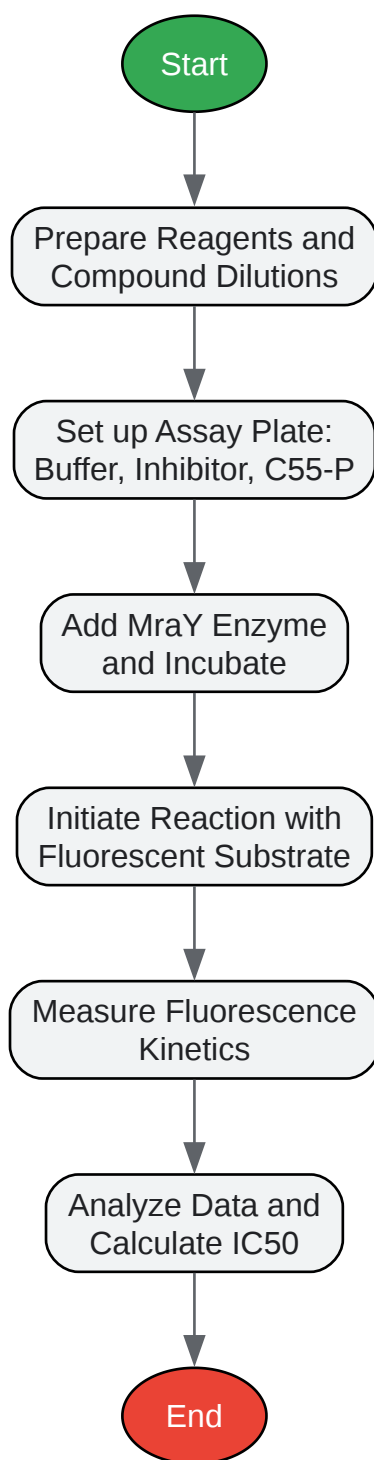 Start
Prepare Reagents and
Compound Dilutions
Set up Assay Plate:
Buffer, Inhibitor, C55-P
Add MraY Enzyme
and Incubate
Initiate Reaction with
Fluorescent Substrate
Measure Fluorescence
Kinetics
Analyze Data and
Calculate IC50
End